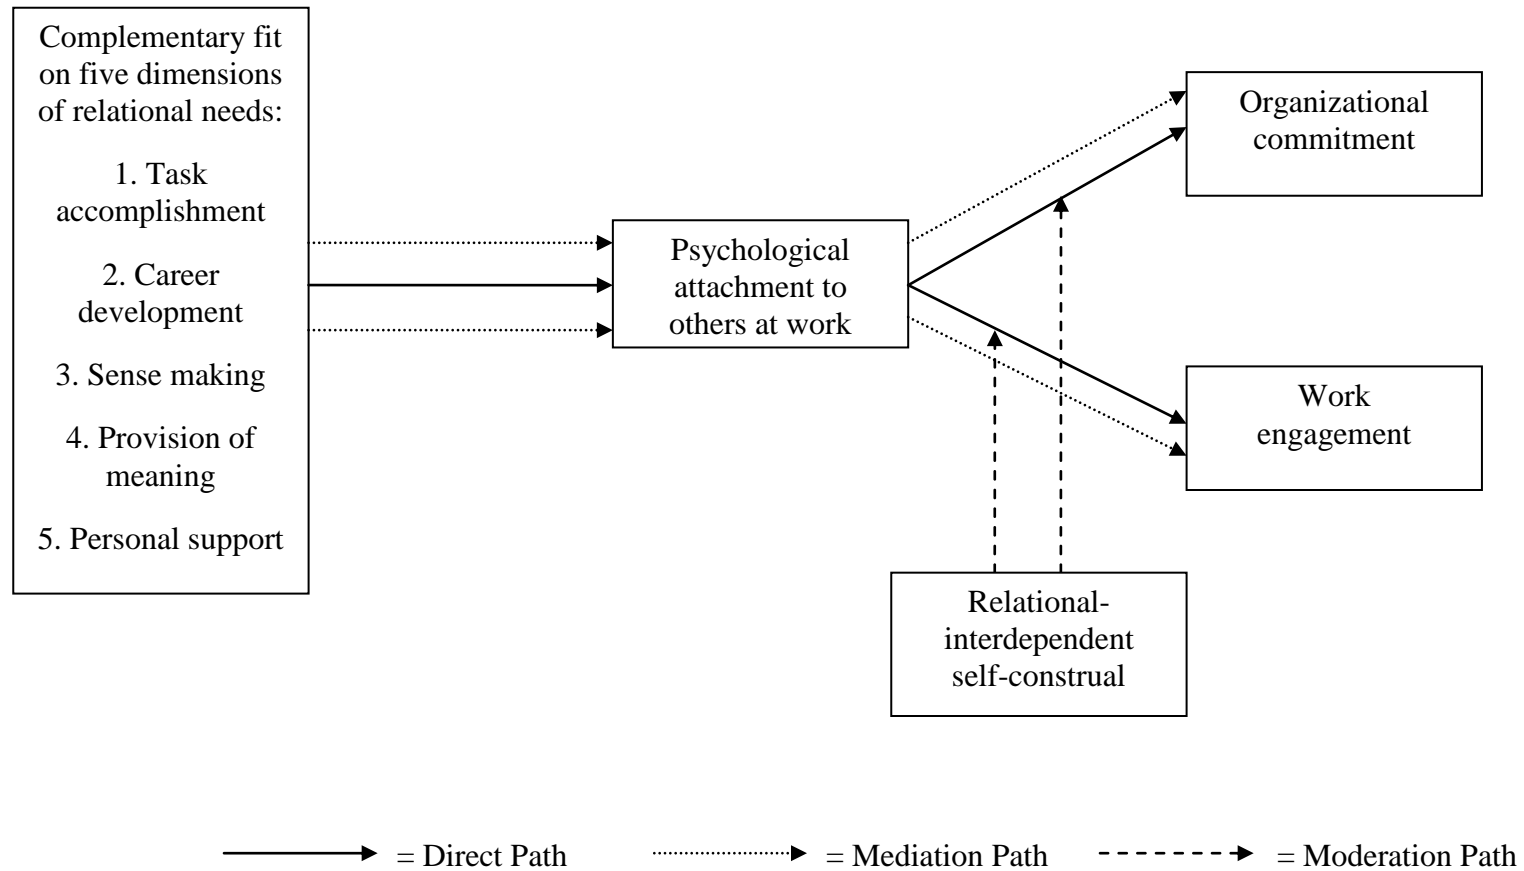 Complementary fit
on five dimensions
of relational needs:
1. Task
accomplishment
2. Career
development
3. Sense making
4. Provision of
meaning
5. Personal support
Psychological
attachment to
others at work
Organizational
commitment
Work
engagement
Relational-
interdependent
self-construal
= Direct Path
= Mediation Path
= Moderation Path